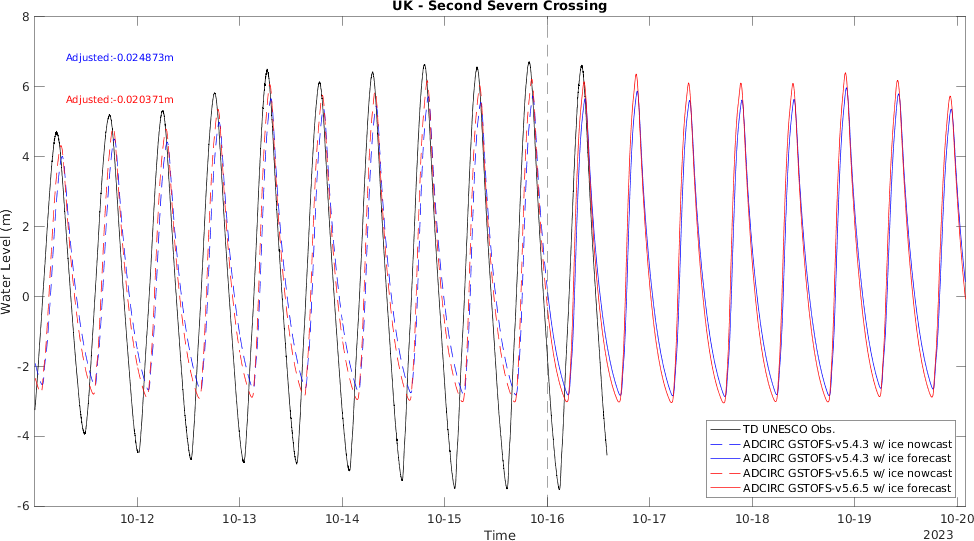 UK - Second Severn Crossing
8
6
4
2
0
-2
-4
-6
Water Level (m)
Adjusted:-0.024873m
Adjusted:-0.020371m
TD UNESCO Obs.
ADCIRC GSTOFS-v5.4.3 w/ ice nowcast
ADCIRC GSTOFS-v5.4.3 w/ ice forecast
ADCIRC GSTOFS-v5.6.5 w/ ice nowcast
ADCIRC GSTOFS-v5.6.5 w/ ice forecast
10-12 10-13 10-14 10-15 10-16 10-17 10-18 10-19 10-20
Time
2023